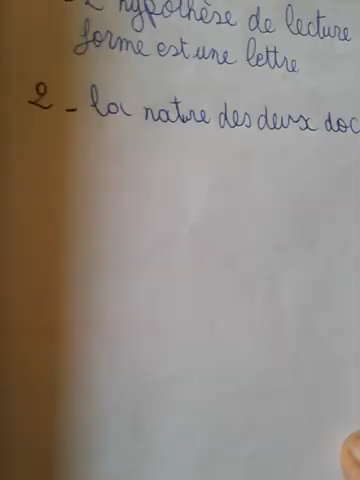 hypothèse de lecture
forme est une lettre
2 - la nature des deux doc